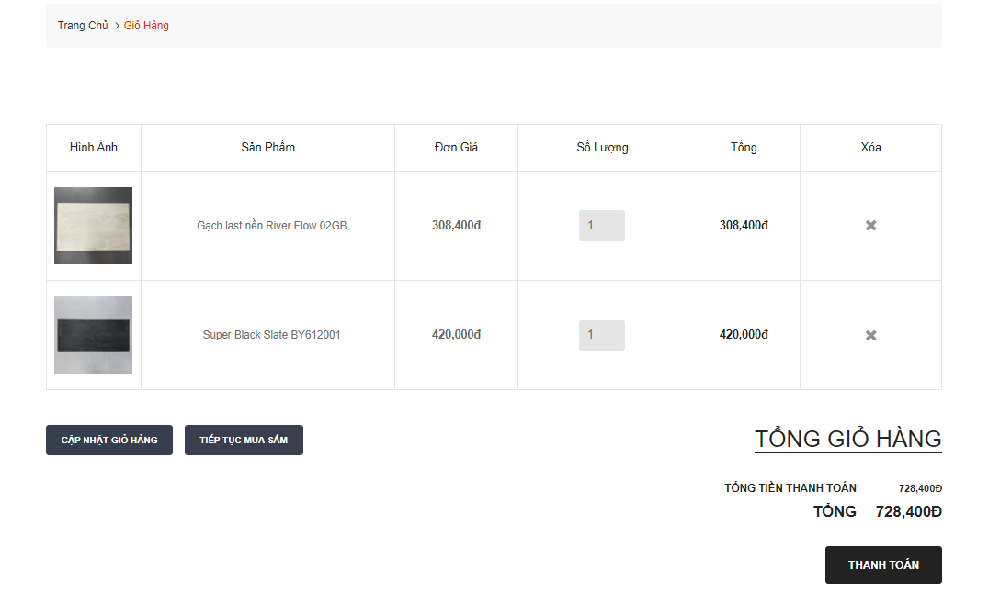 Trang Chủ > Giỏ Hàng
Hình Ảnh Sản Phẩm Đơn Giá Số Lượng Tổng Xóa
Gạch last nền River Flow 02GB 308,400đ 1 308,400đ ✖
Super Black Slate BY612001 420,000đ 1 420,000đ ✖
CẬP NHẬT GIỎ HÀNG TIẾP TỤC MUA SẮM
TỔNG GIỎ HÀNG
TỔNG TIỀN THANH TOÁN 728,400Đ
TỔNG 728,400Đ
THANH TOÁN